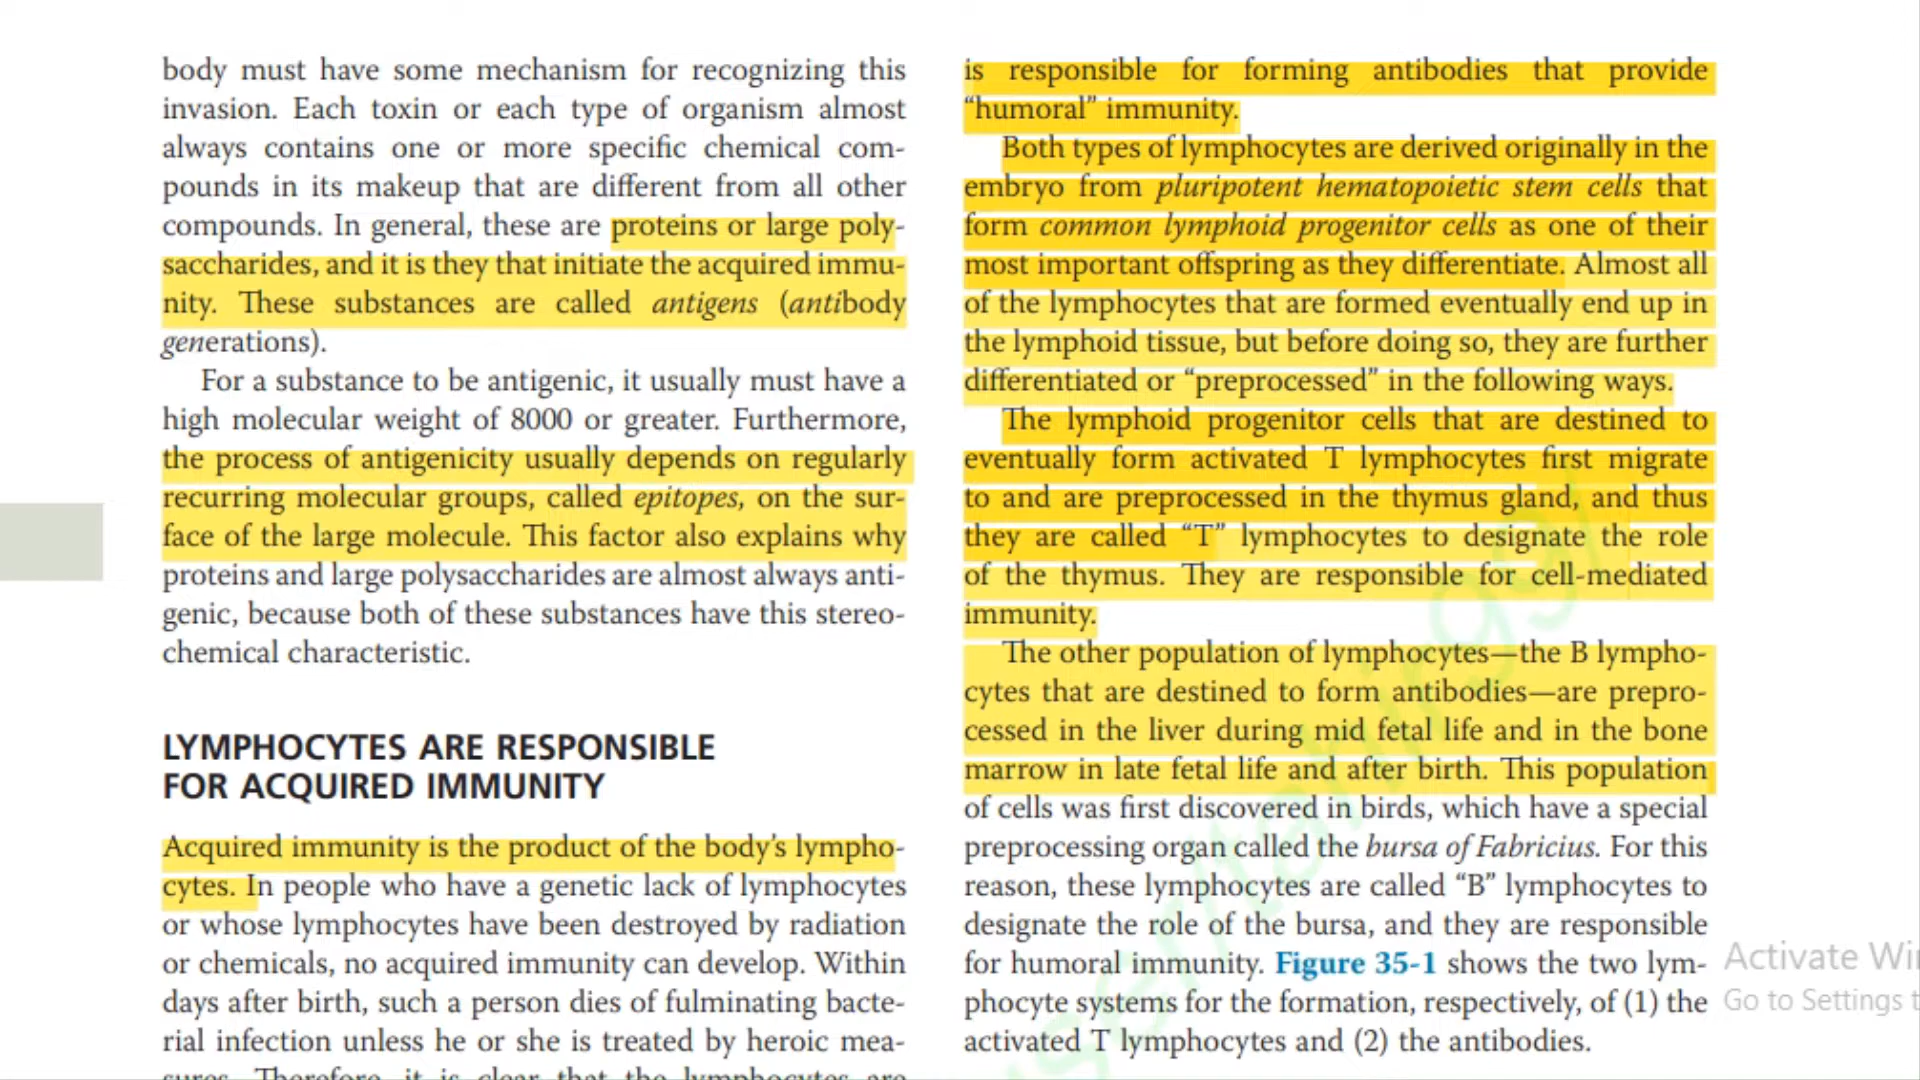 body must have some mechanism for recognizing this
invasion. Each toxin or each type of organism almost
always contains one or more specific chemical com-
pounds in its makeup that are different from all other
compounds. In general, these are proteins or large poly-
saccharides, and it is they that initiate the acquired immu-
nity. These substances are called antigens (antibody
generations).
For a substance to be antigenic, it usually must have a
high molecular weight of 8000 or greater. Furthermore,
the process of antigenicity usually depends on regularly
recurring molecular groups, called epitopes, on the sur-
face of the large molecule. This factor also explains why
proteins and large polysaccharides are almost always anti-
genic, because both of these substances have this stereo-
chemical characteristic.
LYMPHOCYTES ARE RESPONSIBLE
FOR ACQUIRED IMMUNITY
Acquired immunity is the product of the body’s lympho-
cytes. In people who have a genetic lack of lymphocytes
or whose lymphocytes have been destroyed by radiation
or chemicals, no acquired immunity can develop. Within
days after birth, such a person dies of fulminating bacte-
rial infection unless he or she is treated by heroic mea-
sures. Therefore, it is clear that the lymphocytes are
is responsible for forming antibodies that provide
“humoral” immunity.
Both types of lymphocytes are derived originally in the
embryo from pluripotent hematopoietic stem cells that
form common lymphoid progenitor cells as one of their
most important offspring as they differentiate. Almost all
of the lymphocytes that are formed eventually end up in
the lymphoid tissue, but before doing so, they are further
differentiated or “preprocessed” in the following ways.
The lymphoid progenitor cells that are destined to
eventually form activated T lymphocytes first migrate
to and are preprocessed in the thymus gland, and thus
they are called “T” lymphocytes to designate the role
of the thymus. They are responsible for cell-mediated
immunity.
The other population of lymphocytes—the B lympho-
cytes that are destined to form antibodies—are prepro-
cessed in the liver during mid fetal life and in the bone
marrow in late fetal life and after birth. This population
of cells was first discovered in birds, which have a special
preprocessing organ called the bursa of Fabricius. For this
reason, these lymphocytes are called “B” lymphocytes to
designate the role of the bursa, and they are responsible
for humoral immunity. Figure 35-1 shows the two lym-
phocyte systems for the formation, respectively, of (1) the
activated T lymphocytes and (2) the antibodies.
Activate Wi
Go to Settings t